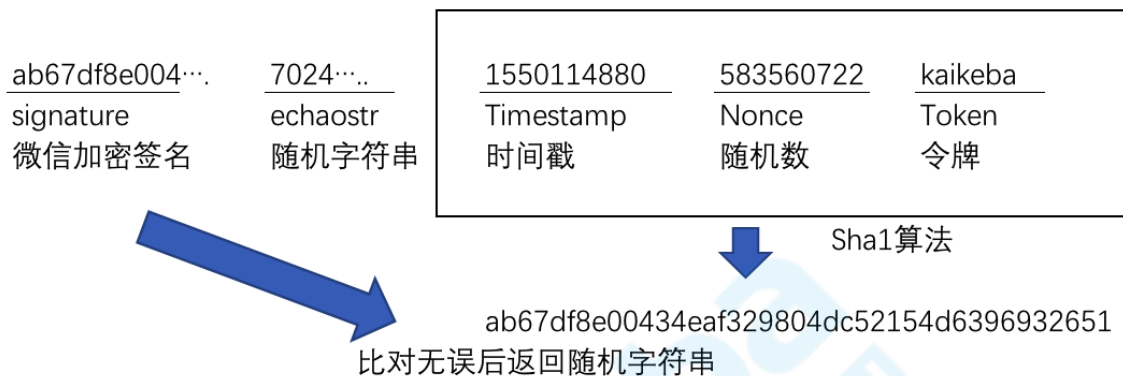 ab67df8e004…. 7024….. 1550114880 583560722 kaikeba
signature echaostr Timestamp Nonce Token
微信加密签名 随机字符串 时间戳 随机数 令牌
Sha1算法
ab67df8e00434eaf329804dc52154d6396932651
比对无误后返回随机字符串